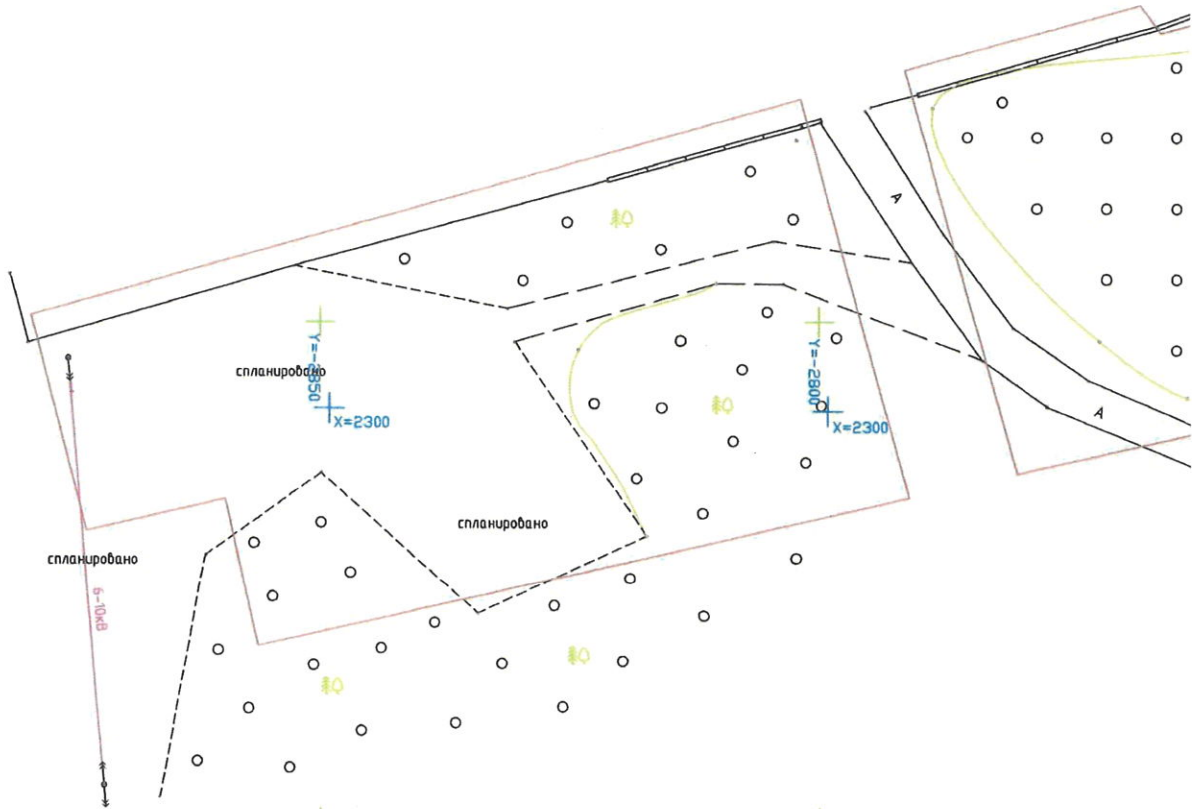 А
спланировано
Y=-2850
X=2300
Y=-2800
X=2300
А
спланировано
спланировано
6-10кВ